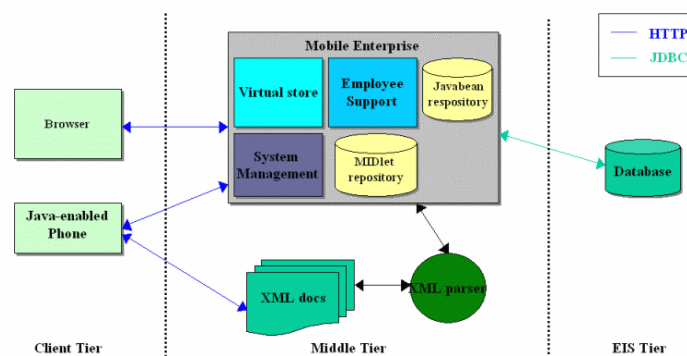 Mobile Enterprise
HTTP
JDBC
Virtual store
Employee
Support
Javabean
respository
Browser
System
Management
MIDlet
repository
Database
Java-enabled
Phone
XML docs
XML parser
Client Tier
Middle Tier
EIS Tier